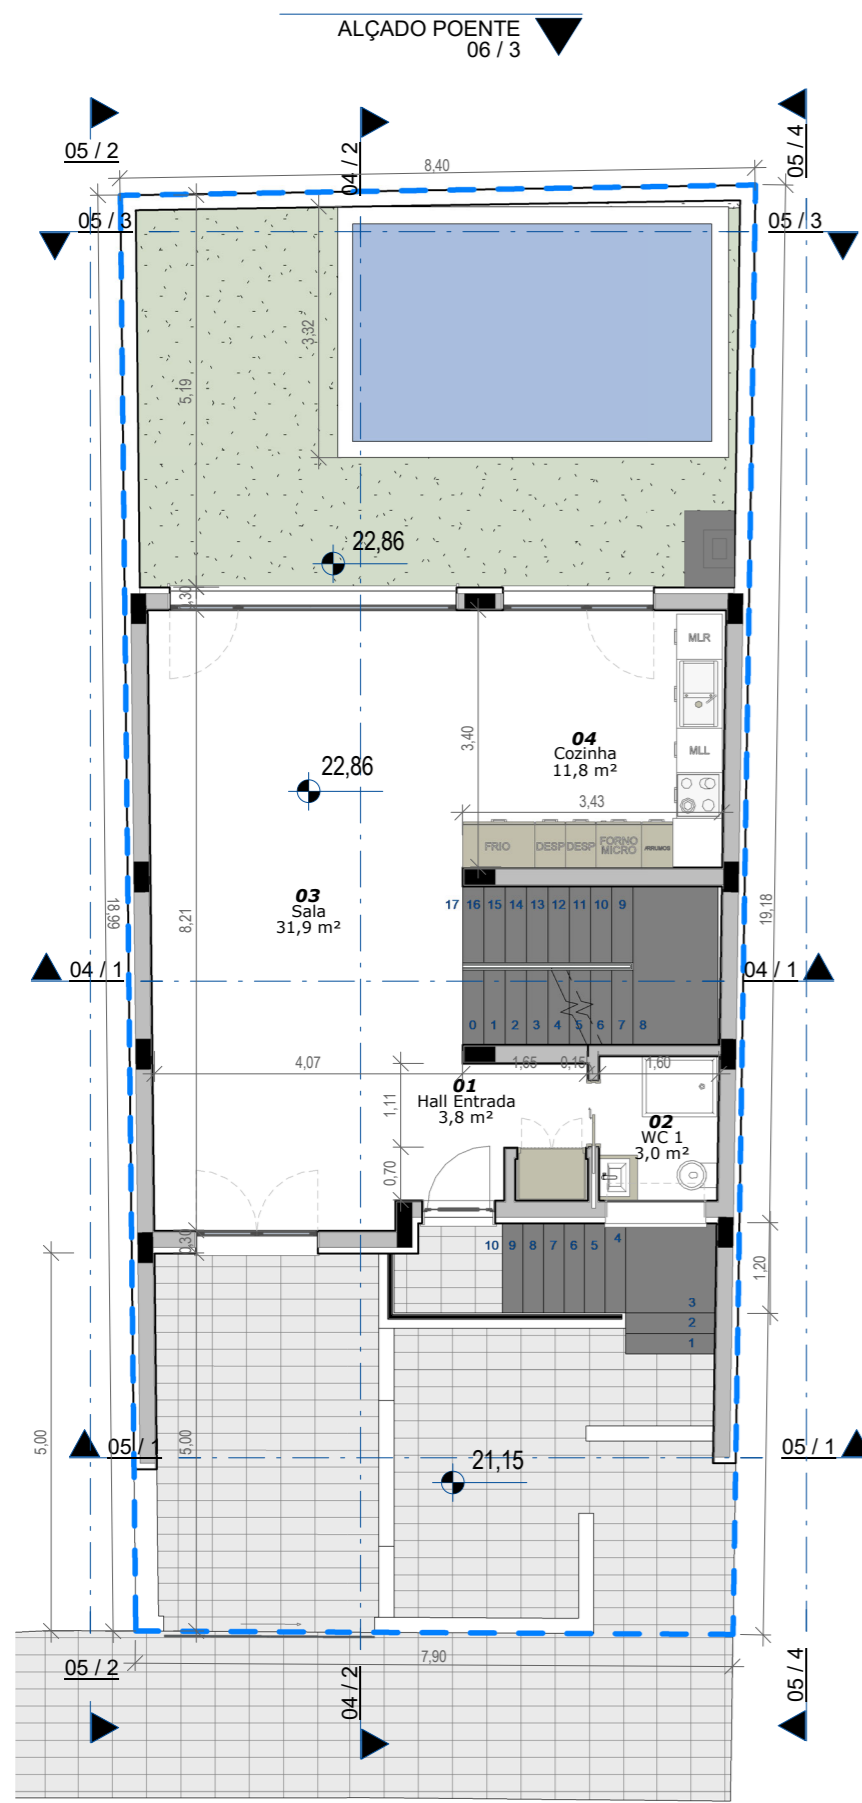 ALÇADO POENTE
06 / 3
05 / 2
04 / 2
05 / 4
8,40
05 / 3
05 / 3
3,32
5,19
22,86
0,30
MLR
04
Cozinha
11,8 m²
MLL
3,40
22,86
3,43
FRIO
DESP
DESP
FORNO
MICRO
ARRUMOS
03
Sala
31,9 m²
18,99
8,21
19,18
17 16 15 14 13 12 11 10 9
04 / 1
04 / 1
0 1 2 3 4 5 6 7 8
4,07
1,65
0,15
1,60
01
Hall Entrada
3,8 m²
1,11
02
WC 1
3,0 m²
0,70
0,30
10 9 8 7 6 5 4
3
2
1
1,20
5,00
5,00
05 / 1
05 / 1
21,15
05 / 2
04 / 2
7,90
05 / 4